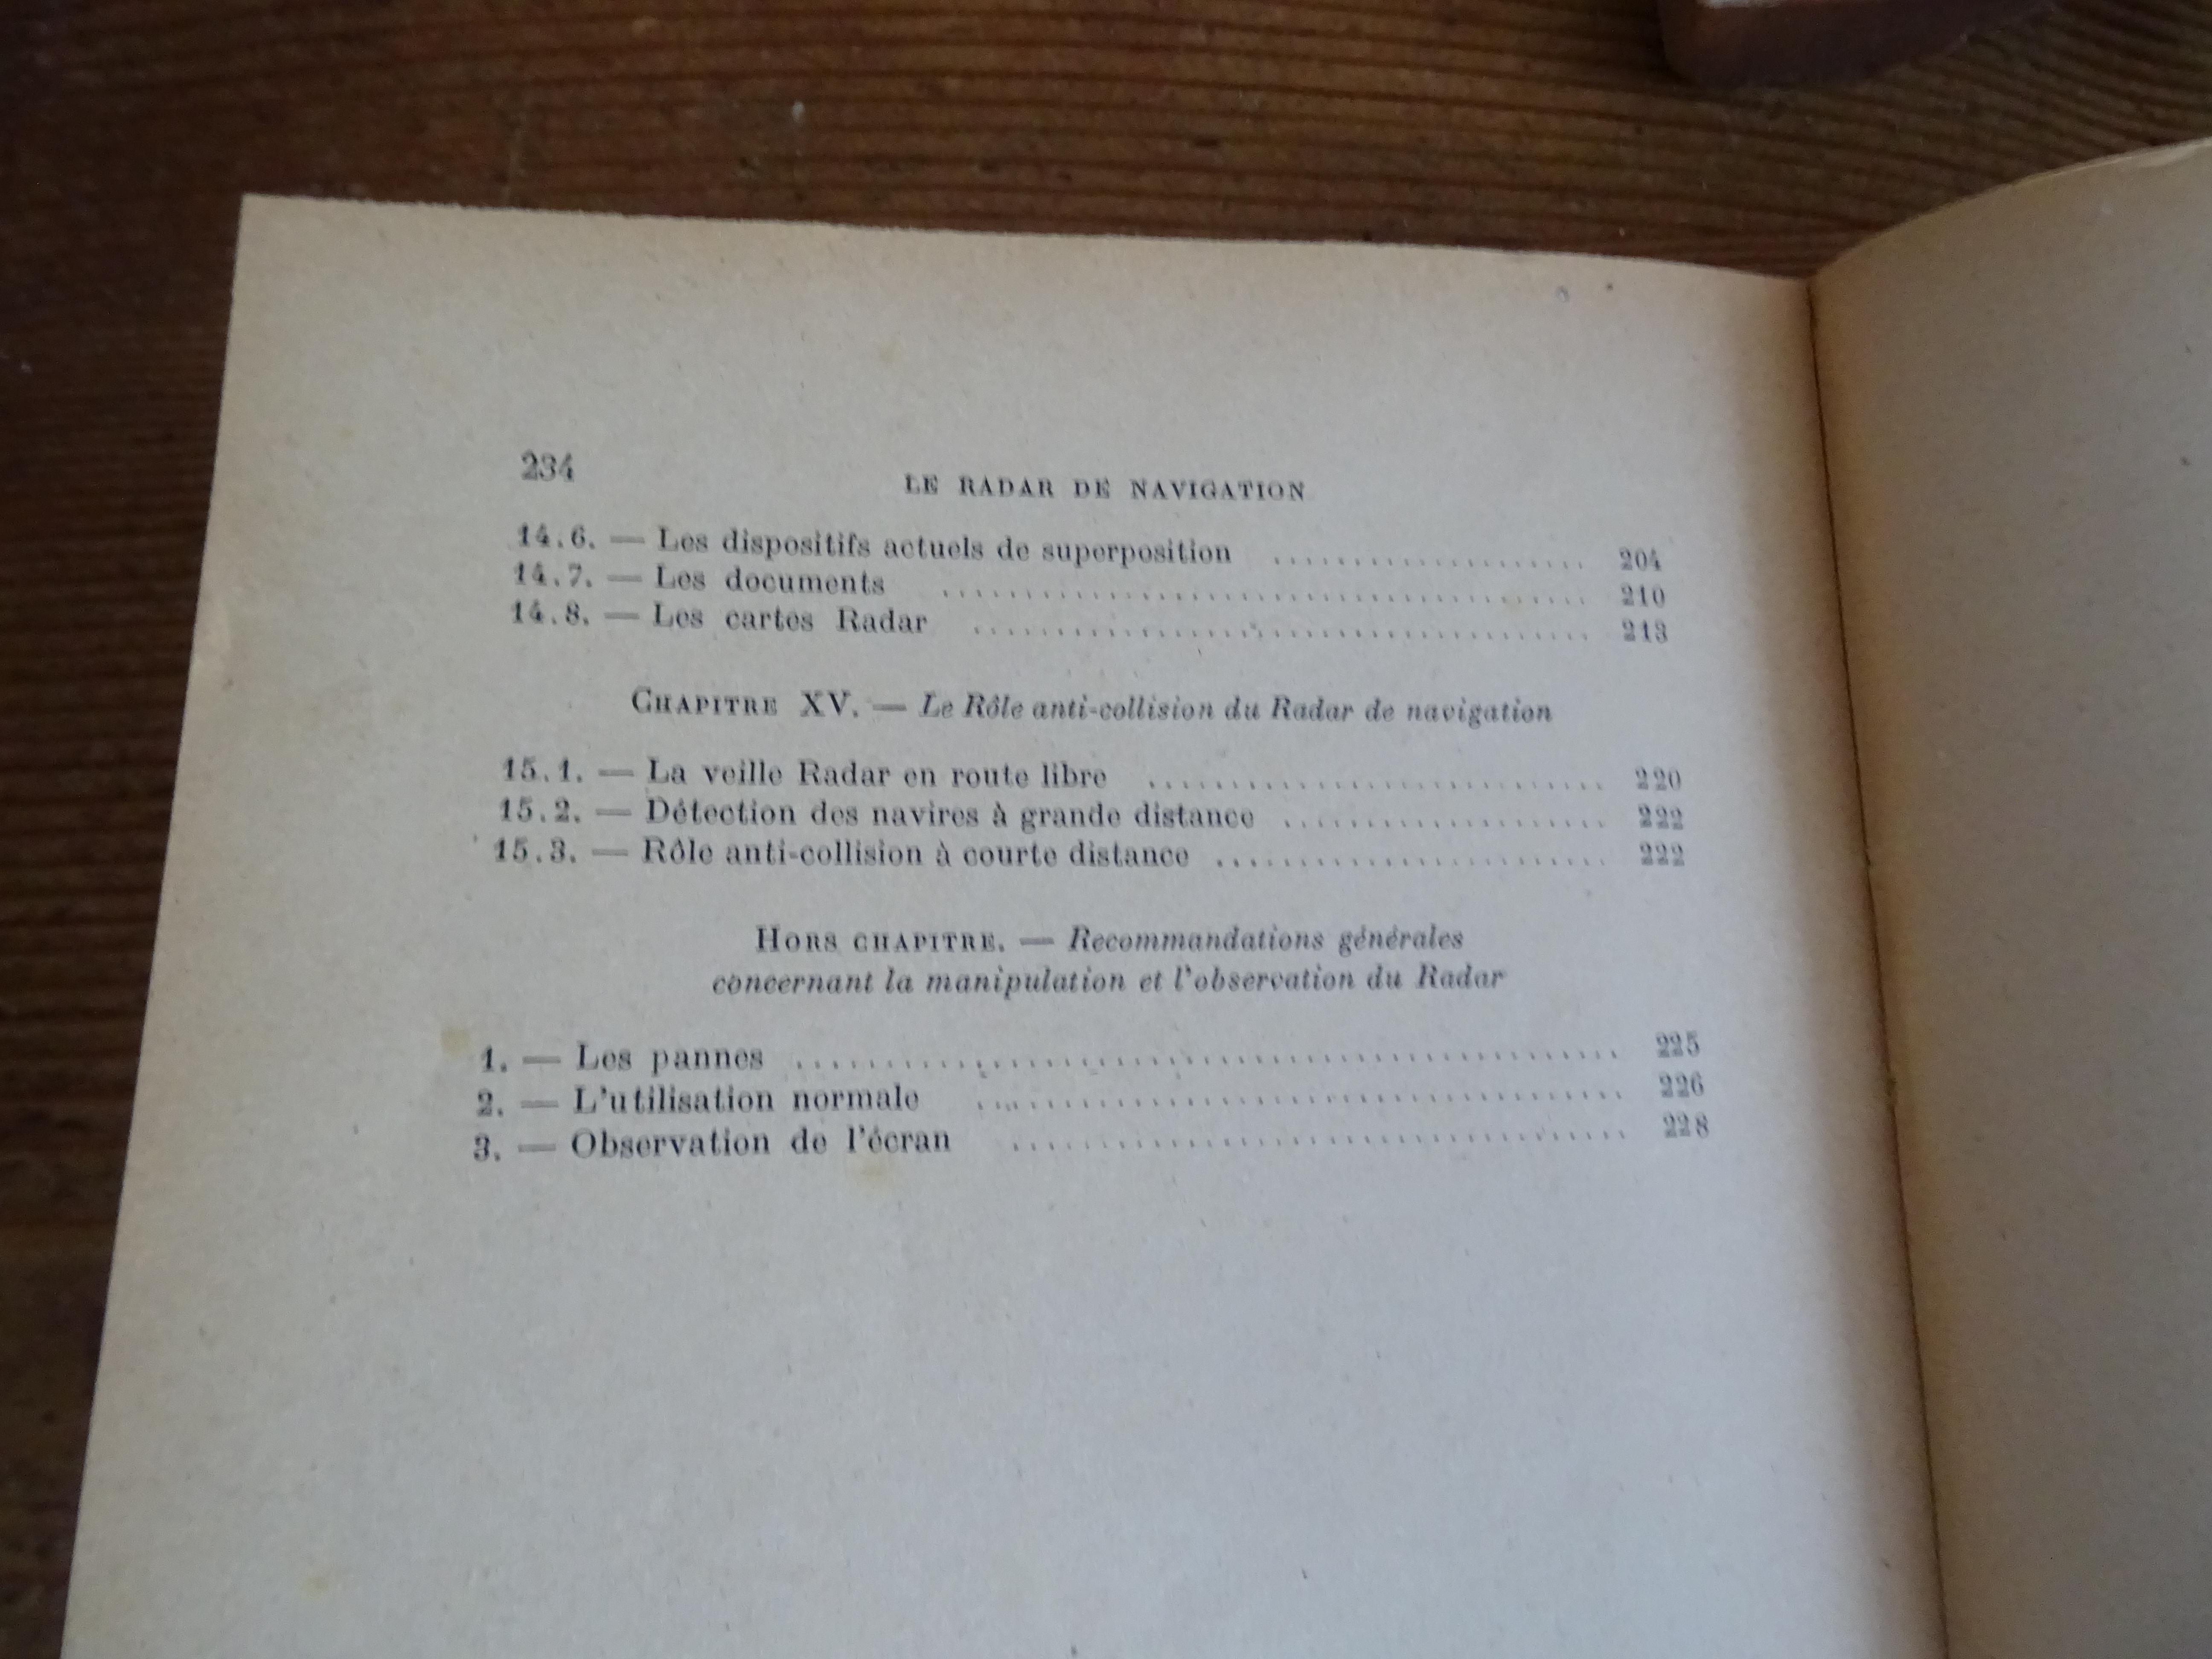 234
LE RADAR DE NAVIGATION
14.6. — Les dispositifs actuels de superposition .................... 204
14.7. — Les documents ........................................ 210
14.8. — Les cartes Radar ...................................... 213
CHAPITRE XV. — Le Rôle anti-collision du Radar de navigation
15.1. — La veille Radar en route libre ............................ 220
15.2. — Détection des navires à grande distance .................... 222
15.3. — Rôle anti-collision à courte distance ........................ 222
HORS CHAPITRE. — Recommandations générales
concernant la manipulation et l'observation du Radar
1. — Les pannes .................................................. 225
2. — L'utilisation normale ...................................... 226
3. — Observation de l'écran .................................... 228